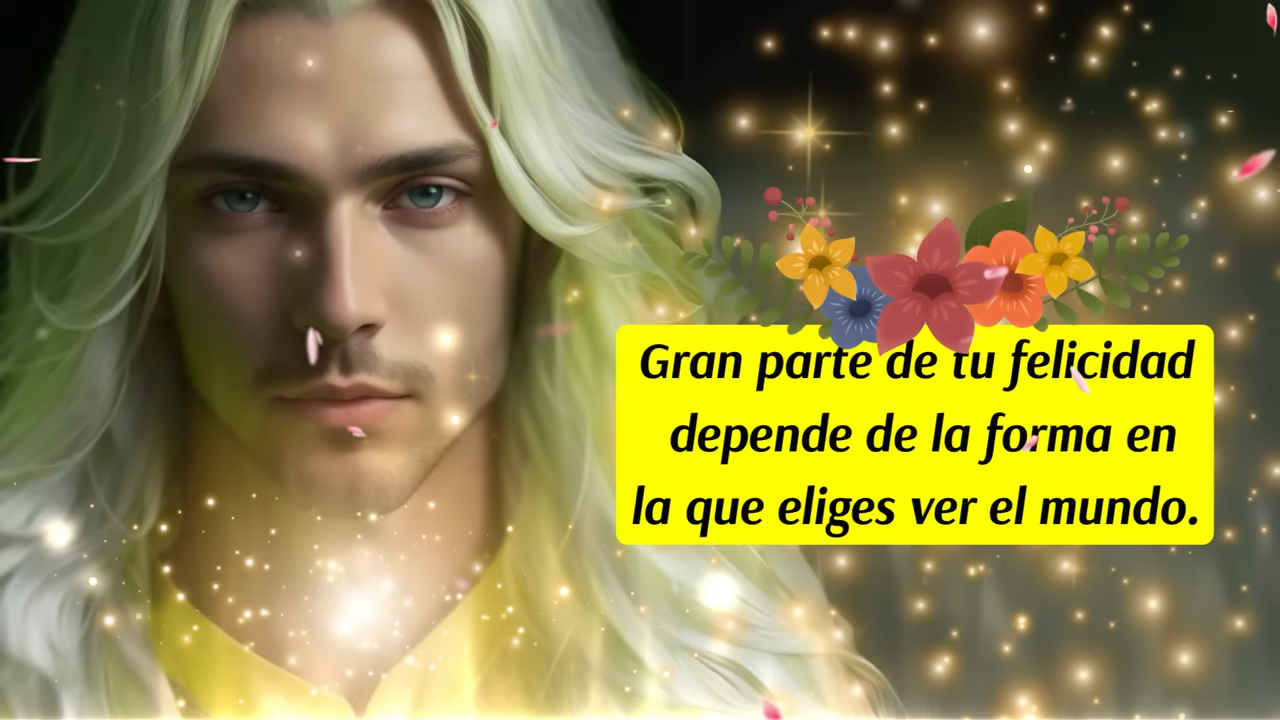 Gran parte de tu felicidad
depende de la forma en
la que eliges ver el mundo.